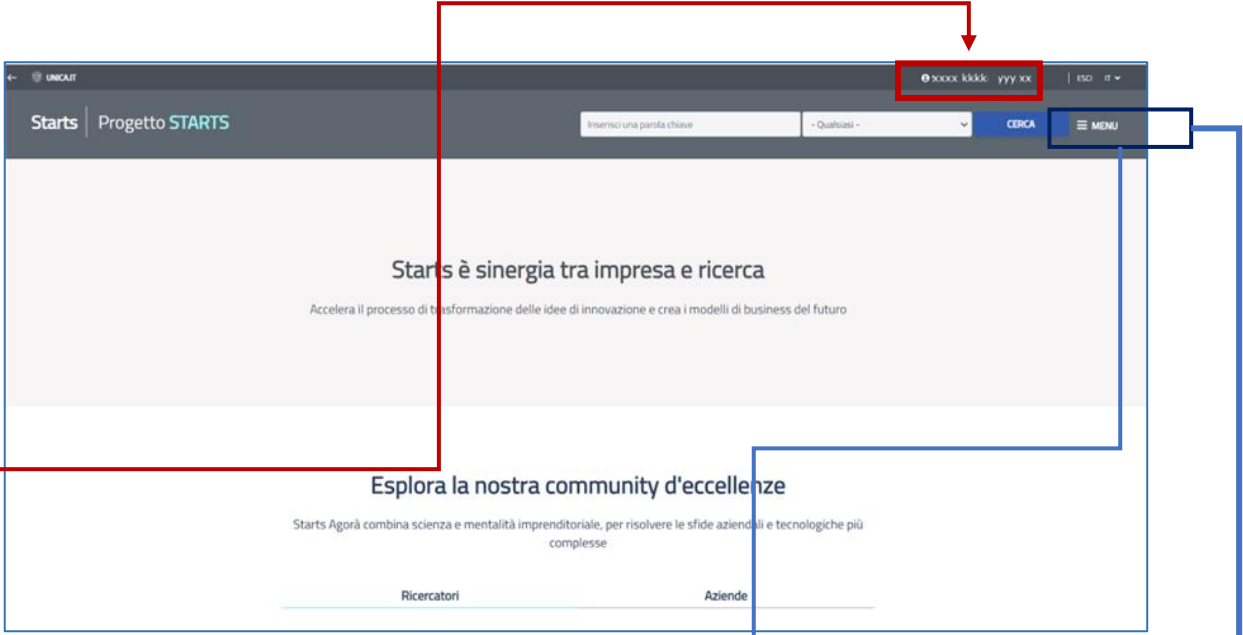 UNICA.IT
xxxx kkkk yyy xx | ESCI IT
Starts | Progetto STARTS
Inserisci una parola chiave
- Qualsiasi -
CERCA
MENU
Starts è sinergia tra impresa e ricerca
Accelera il processo di trasformazione delle idee di innovazione e crea i modelli di business del futuro
Esplora la nostra community d'eccellenze
Starts Agorà combina scienza e mentalità imprenditoriale, per risolvere le sfide aziendali e tecnologiche più
complesse
Ricercatori
Aziende